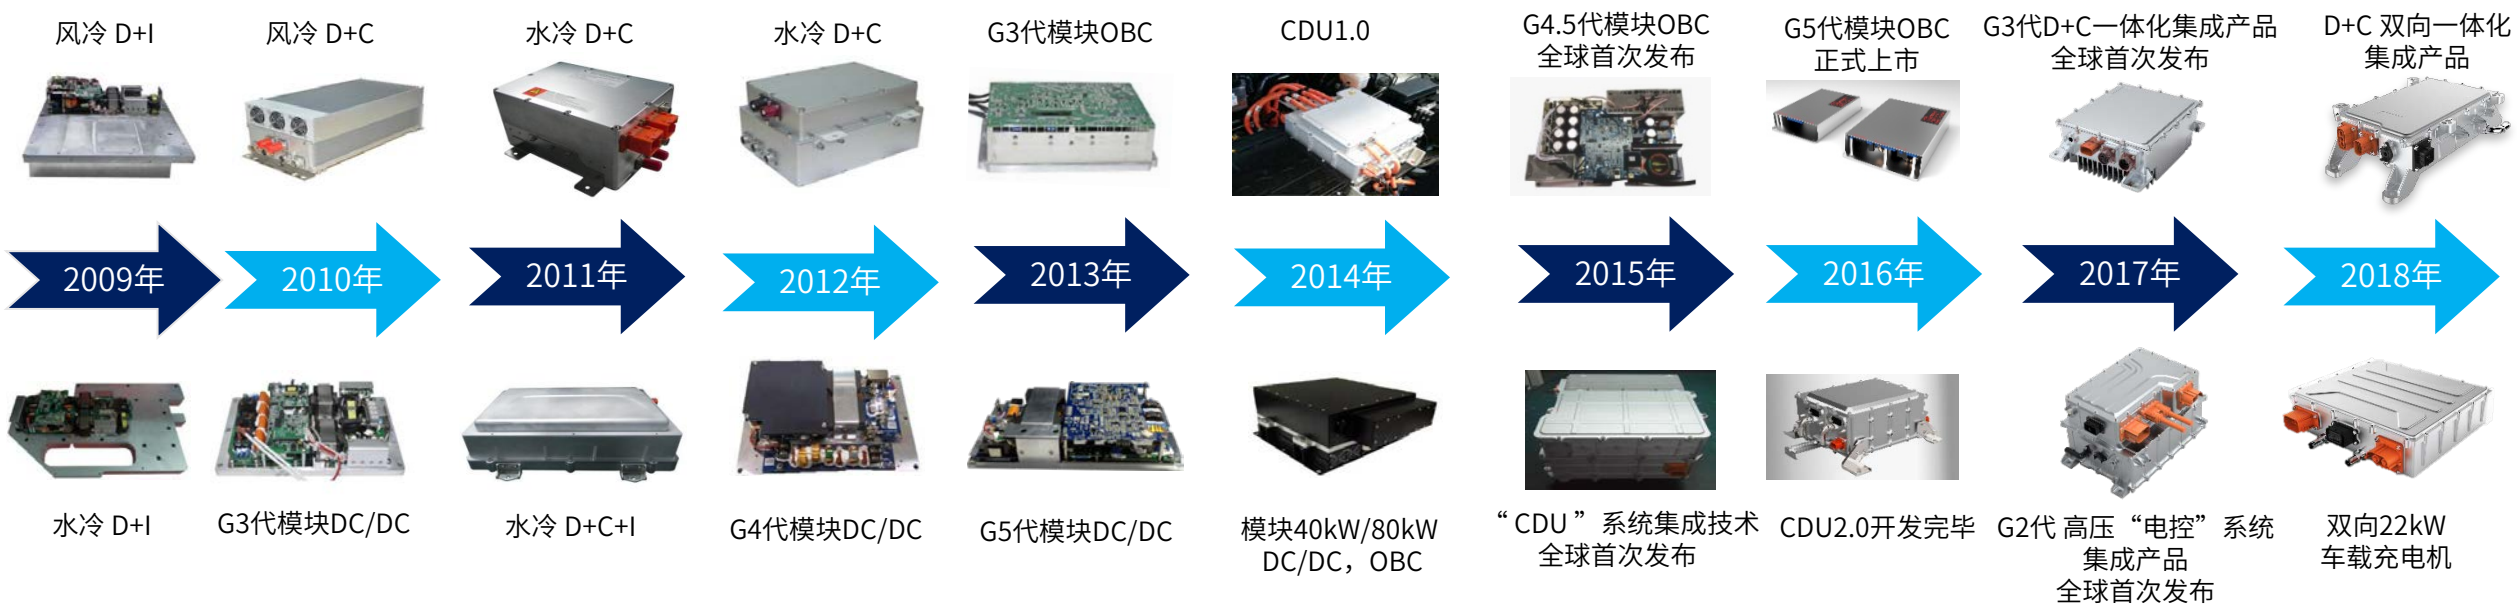 风冷 D+I
风冷 D+C
水冷 D+C
水冷 D+C
G3代模块OBC
CDU1.0
G4.5代模块OBC
全球首次发布
G5代模块OBC
正式上市
G3代D+C一体化集成产品
全球首次发布
D+C 双向一体化
集成产品
2009年
2010年
2011年
2012年
2013年
2014年
2015年
2016年
2017年
2018年
水冷 D+I
G3代模块DC/DC
水冷 D+C+I
G4代模块DC/DC
G5代模块DC/DC
模块40kW/80kW
DC/DC，OBC
“ CDU ”系统集成技术
全球首次发布
CDU2.0开发完毕
G2代 高压“电控”系统
集成产品
全球首次发布
双向22kW
车载充电机